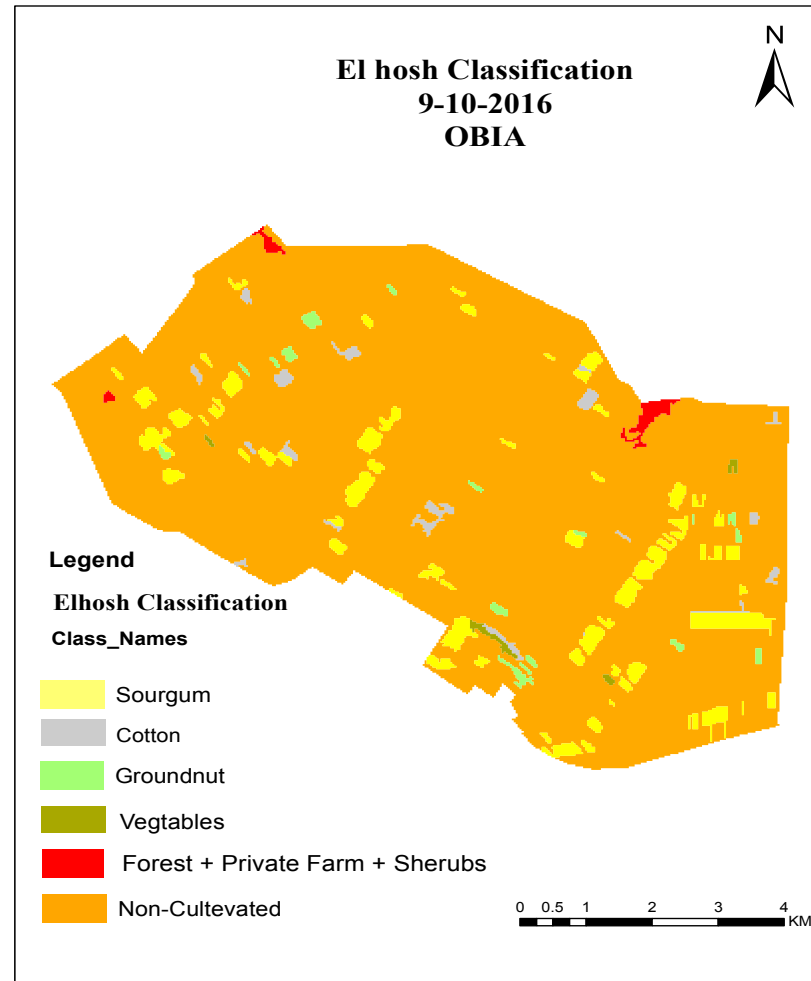 El hosh Classification
9-10-2016
OBIA
N
Legend
Elhosh Classification
Class_Names
Sourgum
Cotton
Groundnut
Vegtables
Forest + Private Farm + Sherubs
Non-Cultevated
0 0.5 1 2 3 4
KM